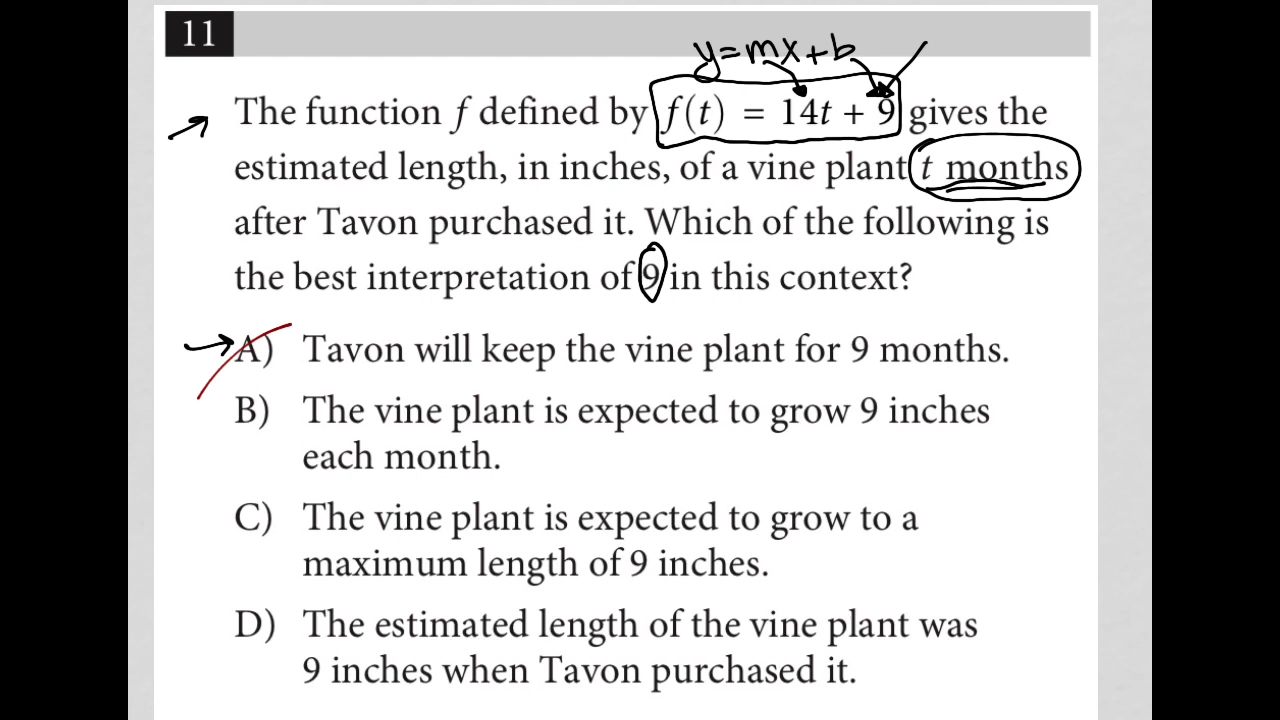 11
y=mx+b
The function f defined by f(t) = 14t + 9 gives the
estimated length, in inches, of a vine plant t months
after Tavon purchased it. Which of the following is
the best interpretation of 9 in this context?
A) Tavon will keep the vine plant for 9 months.
B) The vine plant is expected to grow 9 inches
each month.
C) The vine plant is expected to grow to a
maximum length of 9 inches.
D) The estimated length of the vine plant was
9 inches when Tavon purchased it.